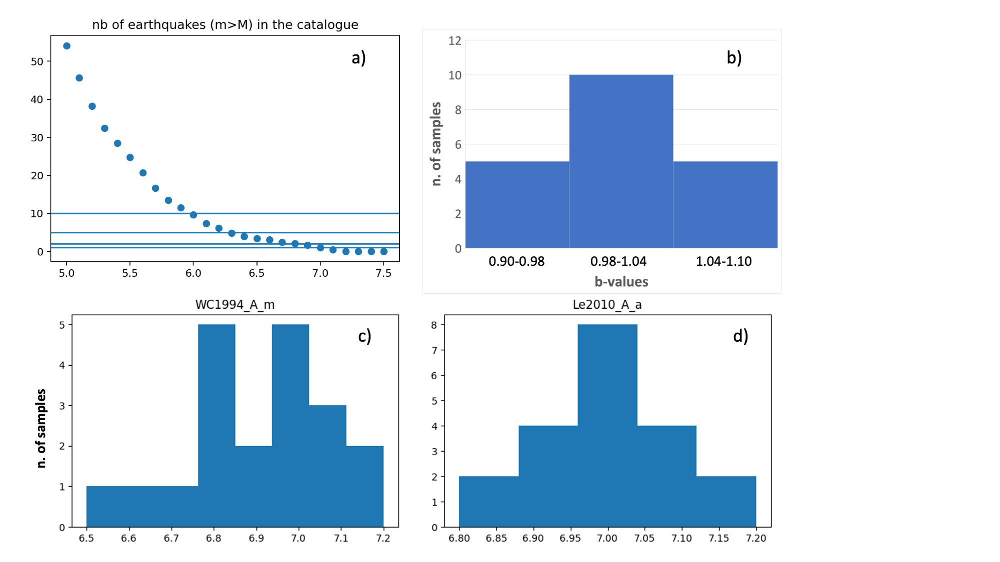 nb of earthquakes (m>M) in the catalogue
a)
50
40
30
20
10
0
5.0 5.5 6.0 6.5 7.0 7.5
b)
n. of samples
12
10
8
6
4
2
0
0.90-0.98 0.98-1.04 1.04-1.10
b-values
WC1994_A_m
c)
n. of samples
5
4
3
2
1
0
6.5 6.6 6.7 6.8 6.9 7.0 7.1 7.2
Le2010_A_a
d)
8
7
6
5
4
3
2
1
0
6.80 6.85 6.90 6.95 7.00 7.05 7.10 7.15 7.20